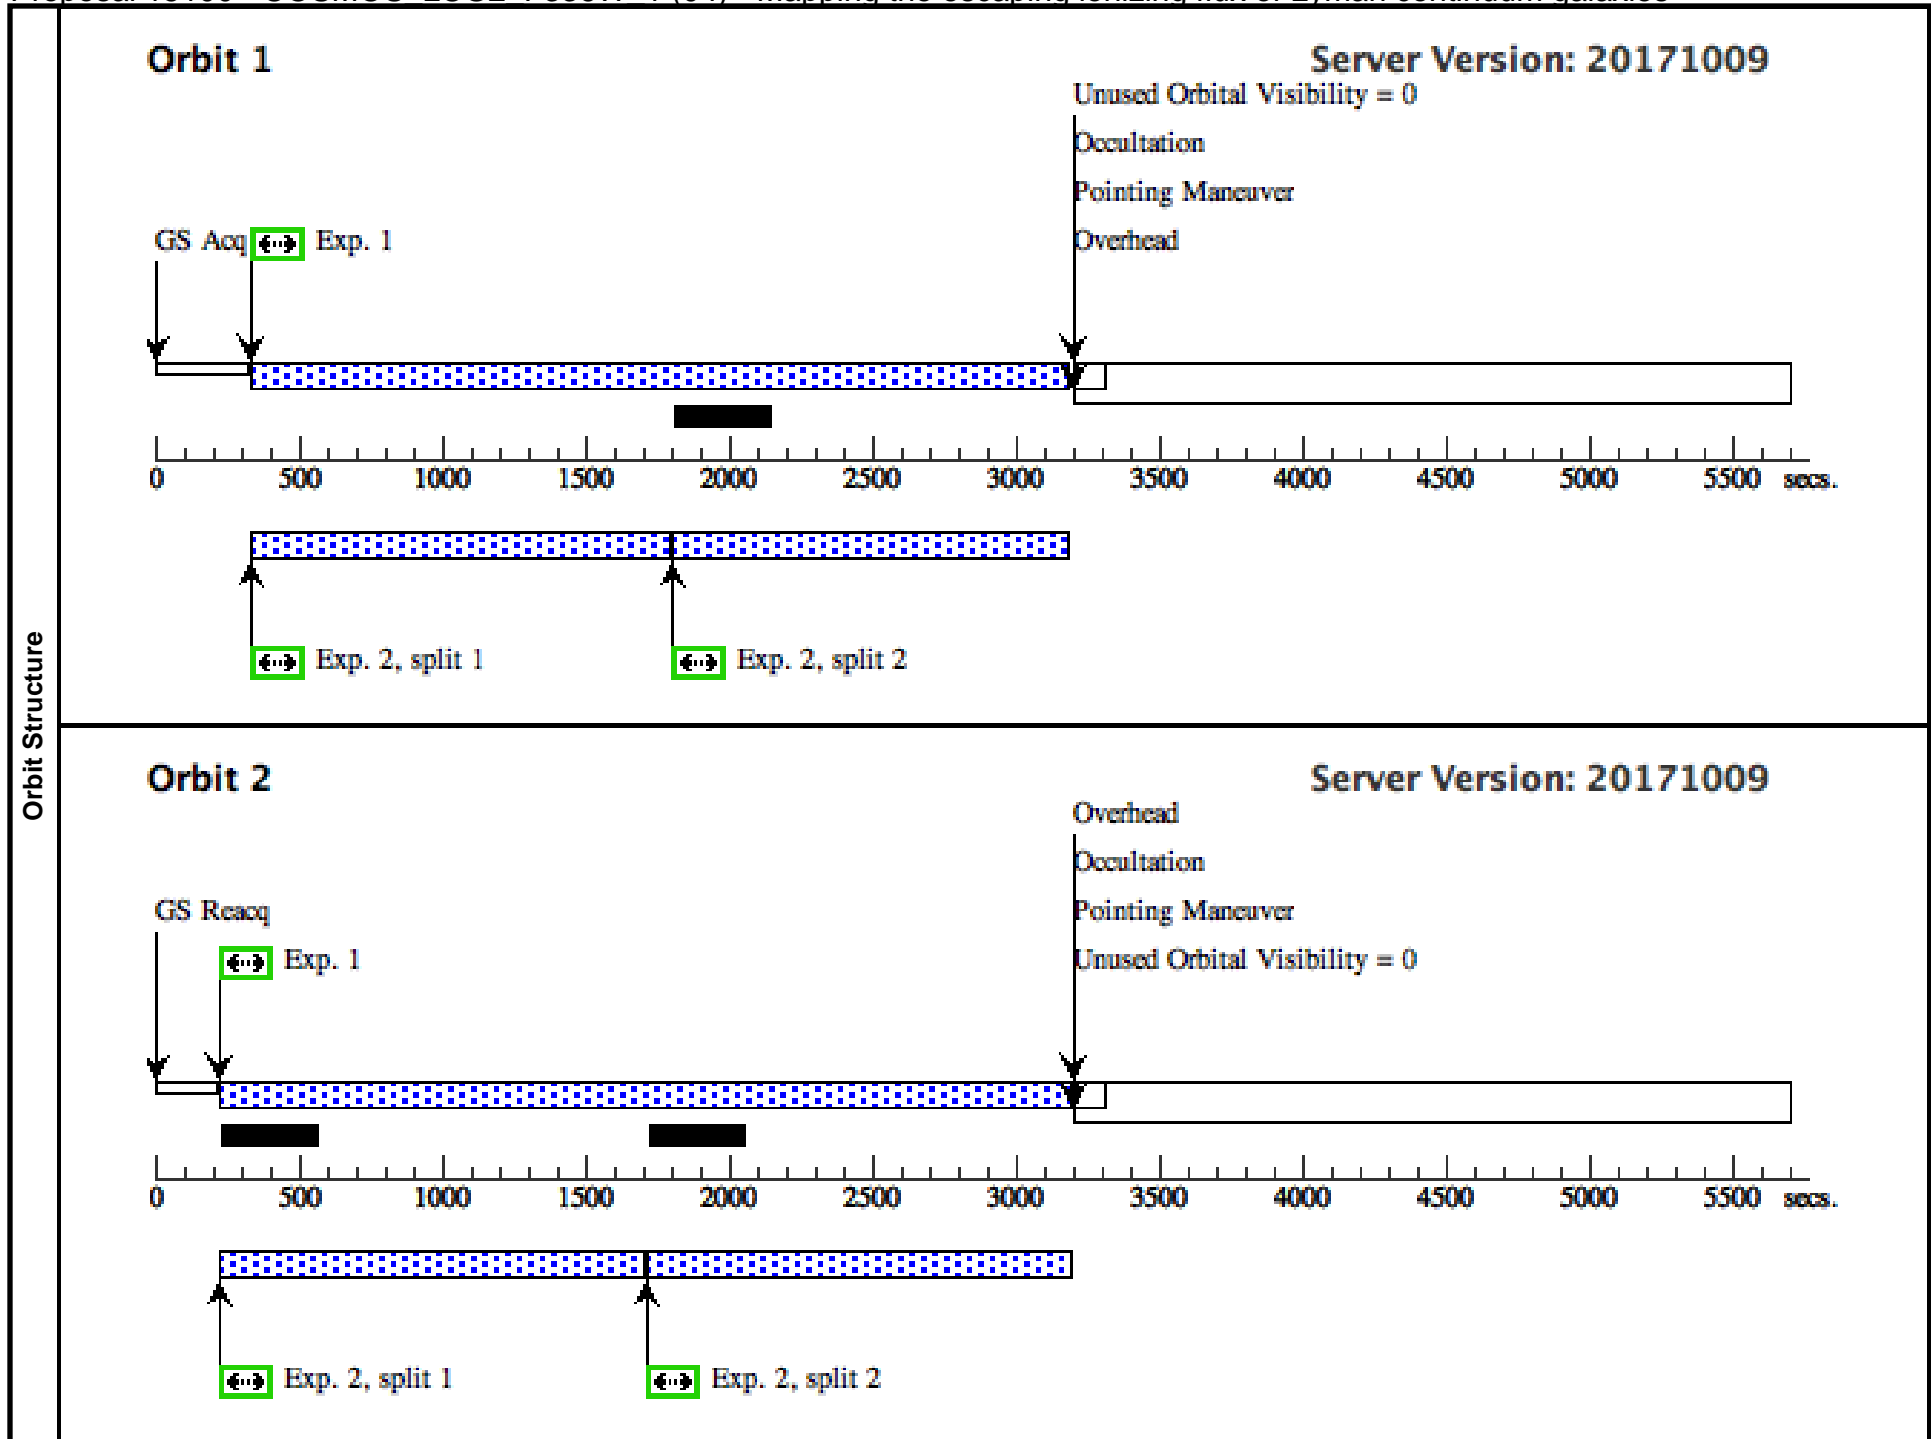 Orbit Structure
Orbit 1
Server Version: 20171009
Unused Orbital Visibility = 0
Occultation
Pointing Maneuver
GS Acq
Exp. 1
Overhead
0 500 1000 1500 2000 2500 3000 3500 4000 4500 5000 5500 secs.
Exp. 2, split 1
Exp. 2, split 2
Orbit 2
Server Version: 20171009
Overhead
Occultation
GS Reacq
Pointing Maneuver
Exp. 1
Unused Orbital Visibility = 0
0 500 1000 1500 2000 2500 3000 3500 4000 4500 5000 5500 secs.
Exp. 2, split 1
Exp. 2, split 2